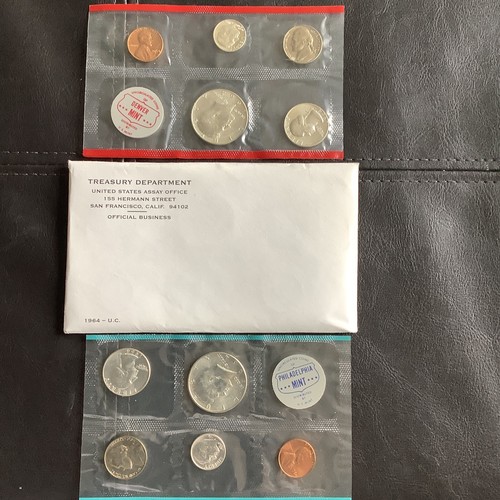 DENVER
MINT
TREASURY DEPARTMENT
UNITED STATES ASSAY OFFICE
155 HERMANN STREET
SAN FRANCISCO, CALIF. 94102
OFFICIAL BUSINESS
1964 – U.C.
PHILADELPHIA
MINT